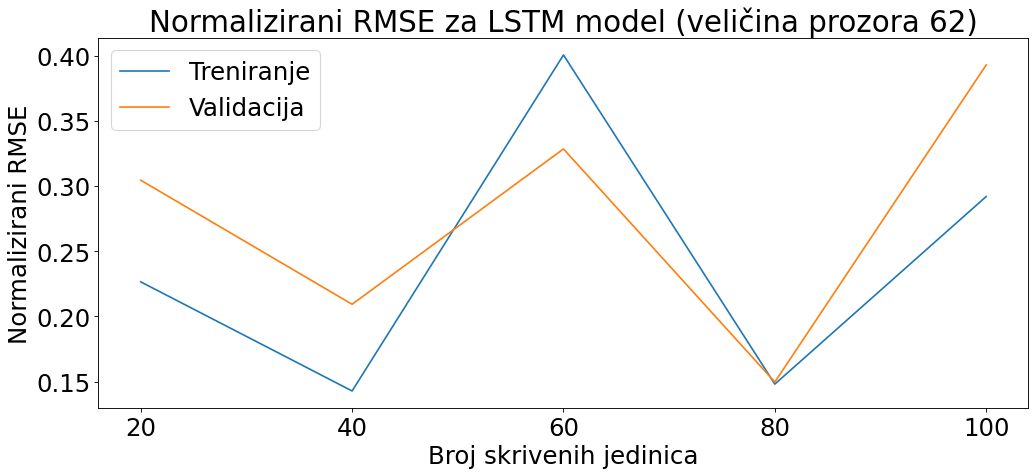 Normalizirani RMSE za LSTM model (veličina prozora 62)
Treniranje
Validacija
Normalizirani RMSE
0.40
0.35
0.30
0.25
0.20
0.15
20 40 60 80 100
Broj skrivenih jedinica